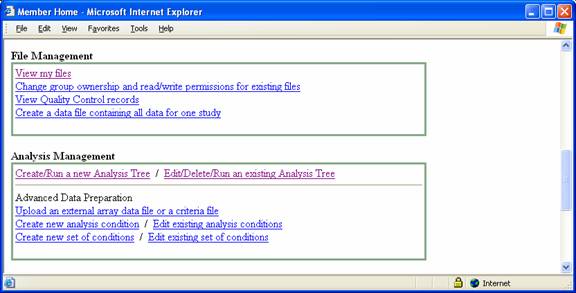 Member Home - Microsoft Internet Explorer
File Edit View Favorites Tools Help
File Management
View my files
Change group ownership and read/write permissions for existing files
View Quality Control records
Create a data file containing all data for one study
Analysis Management
Create/Run a new Analysis Tree / Edit/Delete/Run an existing Analysis Tree
Advanced Data Preparation
Upload an external array data file or a criteria file
Create new analysis condition / Edit existing analysis conditions
Create new set of conditions / Edit existing set of conditions
Internet